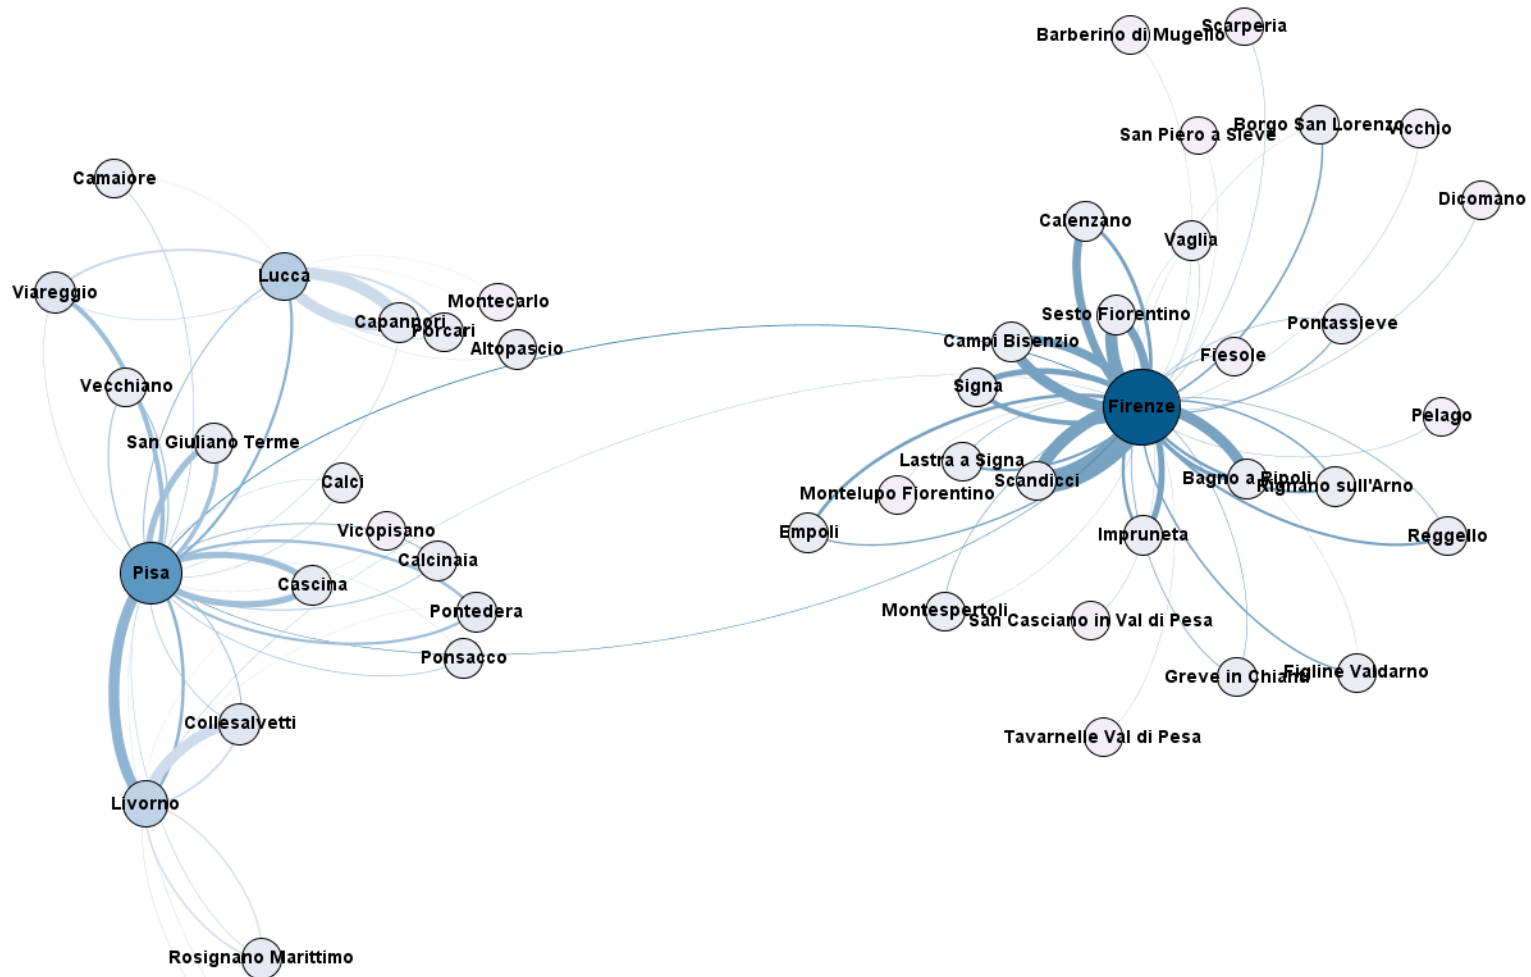 Barberino di Mugello
Scarperia
San Piero a Sieve
Borgo San Lorenzo
Vicchio
Camaiore
Dicomano
Calenzano
Vaglia
Lucca
Viareggio
Montecarlo
Capannori
Porcari
Altopascio
Sesto Fiorentino
Pontassieve
Campi Bisenzio
Fiesole
Vecchiano
Signa
Firenze
Pelago
San Giuliano Terme
Lastra a Signa
Calci
Scandicci
Bagno a Ripoli
Rignano sull'Arno
Montelupo Fiorentino
Vicopisano
Empoli
Impruneta
Reggello
Calcinaia
Pisa
Cascina
Pontedera
Montespertoli
San Casciano in Val di Pesa
Ponsacco
Greve in Chianti
Figline Valdarno
Collesalvetti
Tavarnelle Val di Pesa
Livorno
Rosignano Marittimo